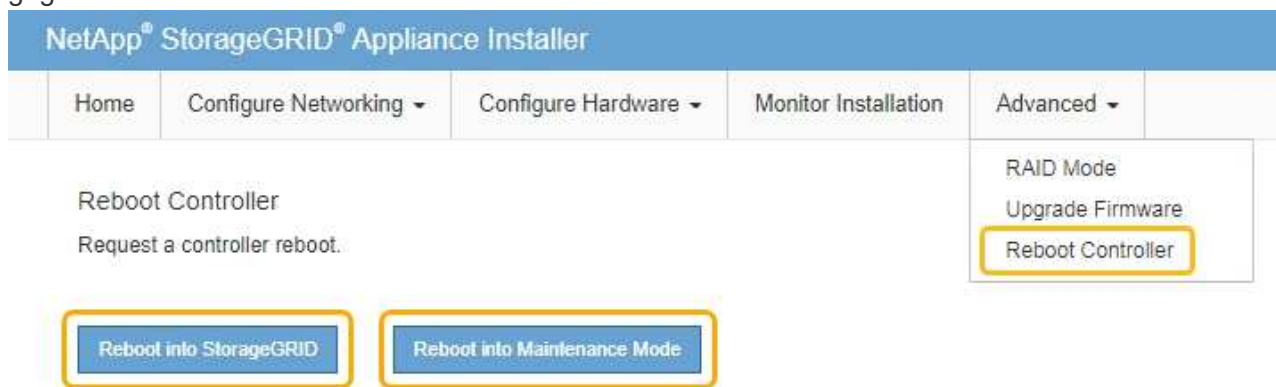 NetApp® StorageGRID® Appliance Installer
Home Configure Networking Configure Hardware Monitor Installation Advanced
RAID Mode
Upgrade Firmware
Reboot Controller
Reboot Controller
Request a controller reboot.
Reboot into StorageGRID Reboot into Maintenance Mode